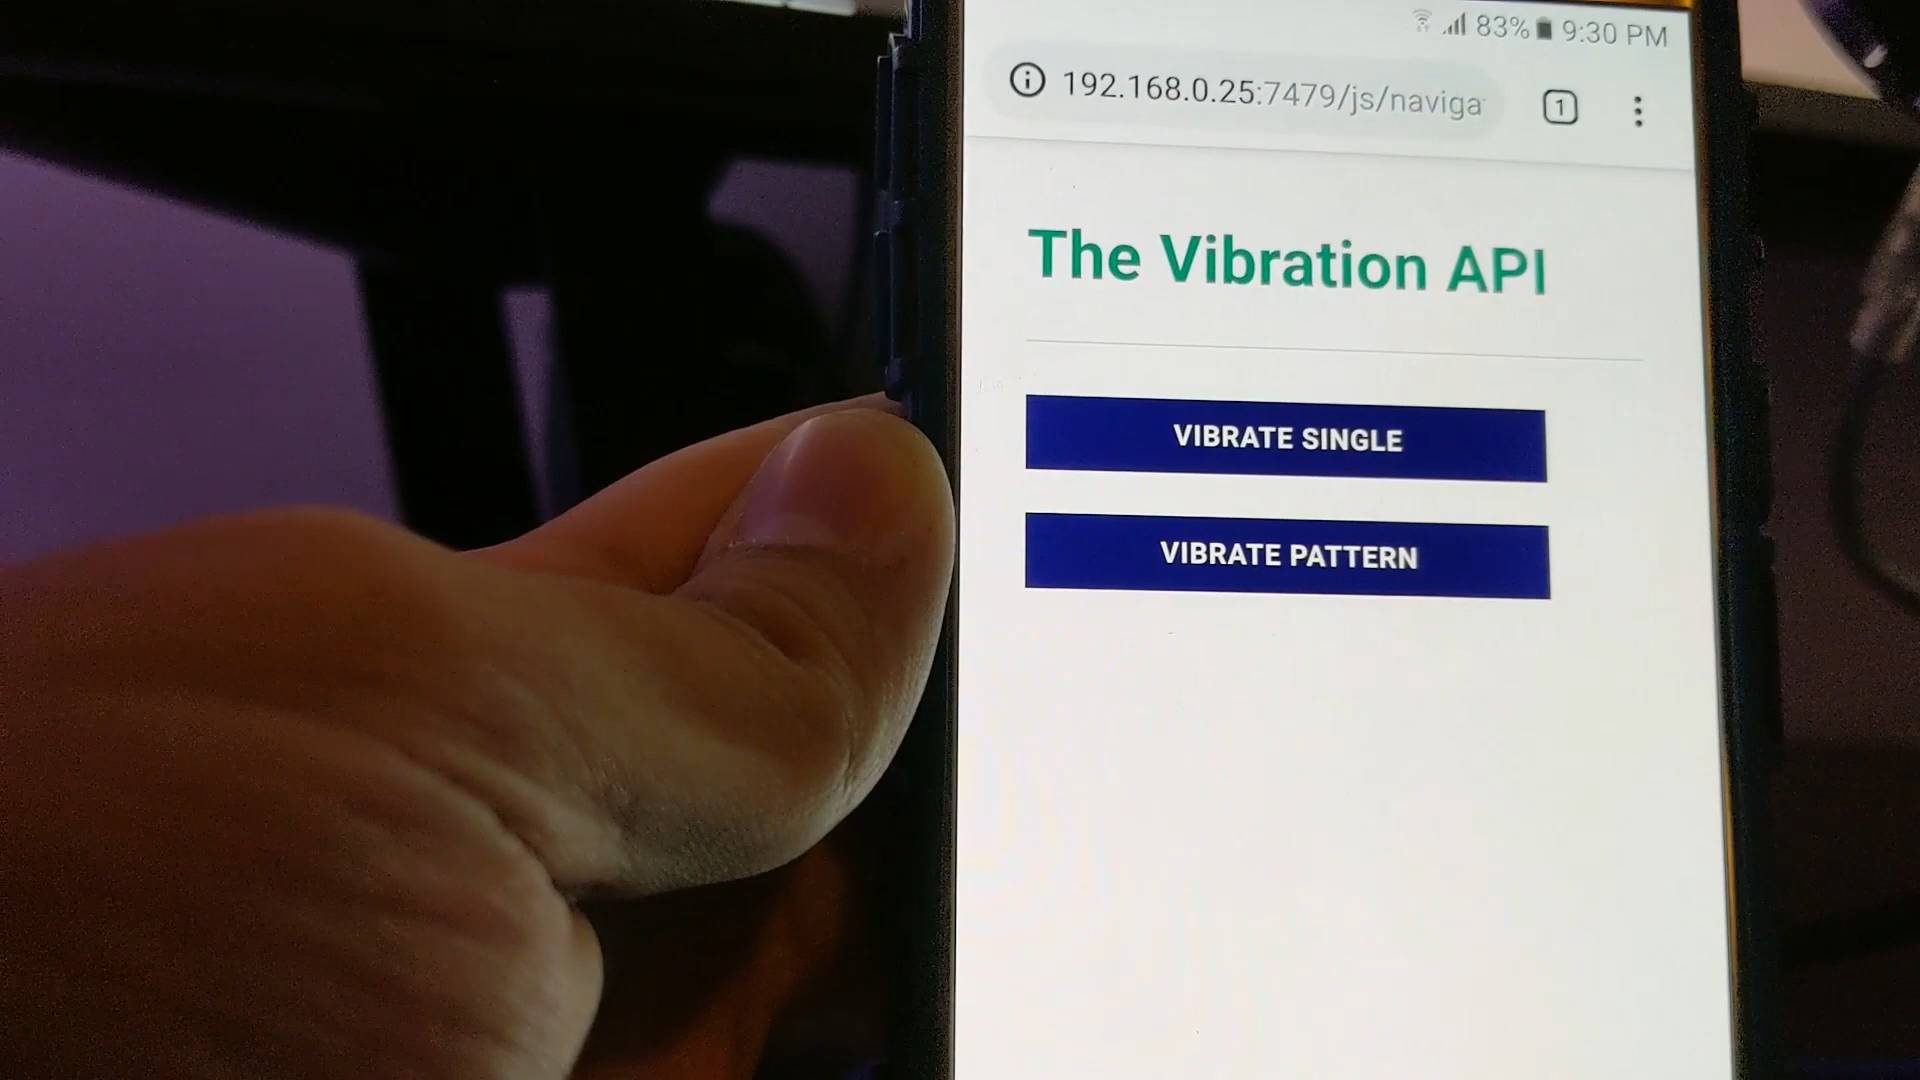 83% 9:30 PM
192.168.0.25:7479/js/naviga
1
The Vibration API
VIBRATE SINGLE
VIBRATE PATTERN